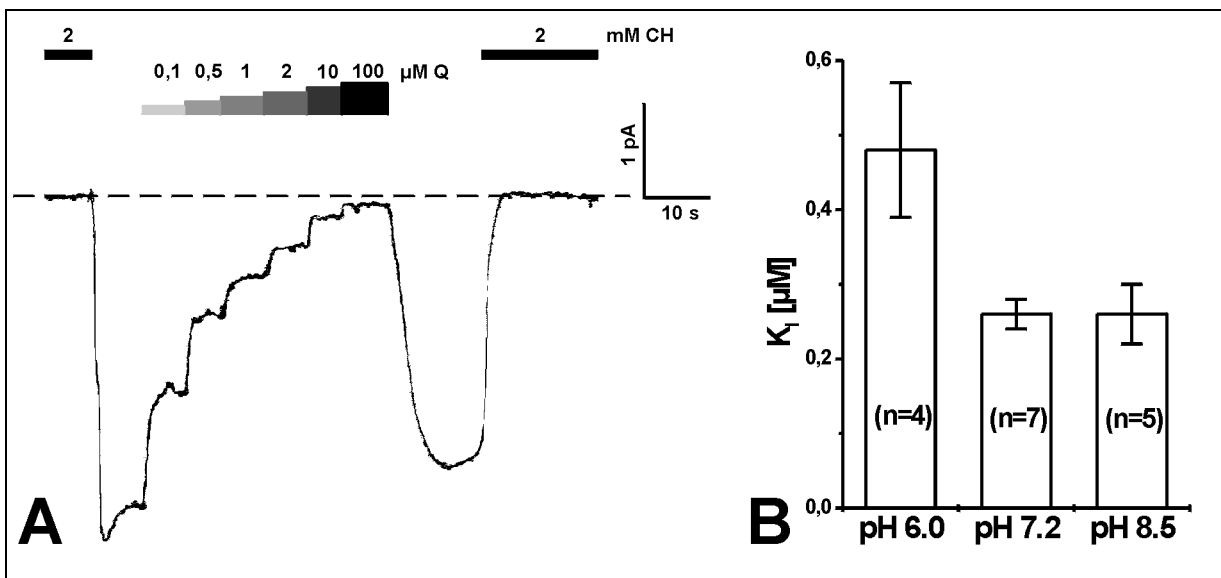 2 2 mM CH
0,1 0,5 1 2 10 100 µM Q
1 pA
10 s
A
0,6
0,4
0,2
0,0
K_I [µM]
(n=4) (n=7) (n=5)
pH 6.0 pH 7.2 pH 8.5
B